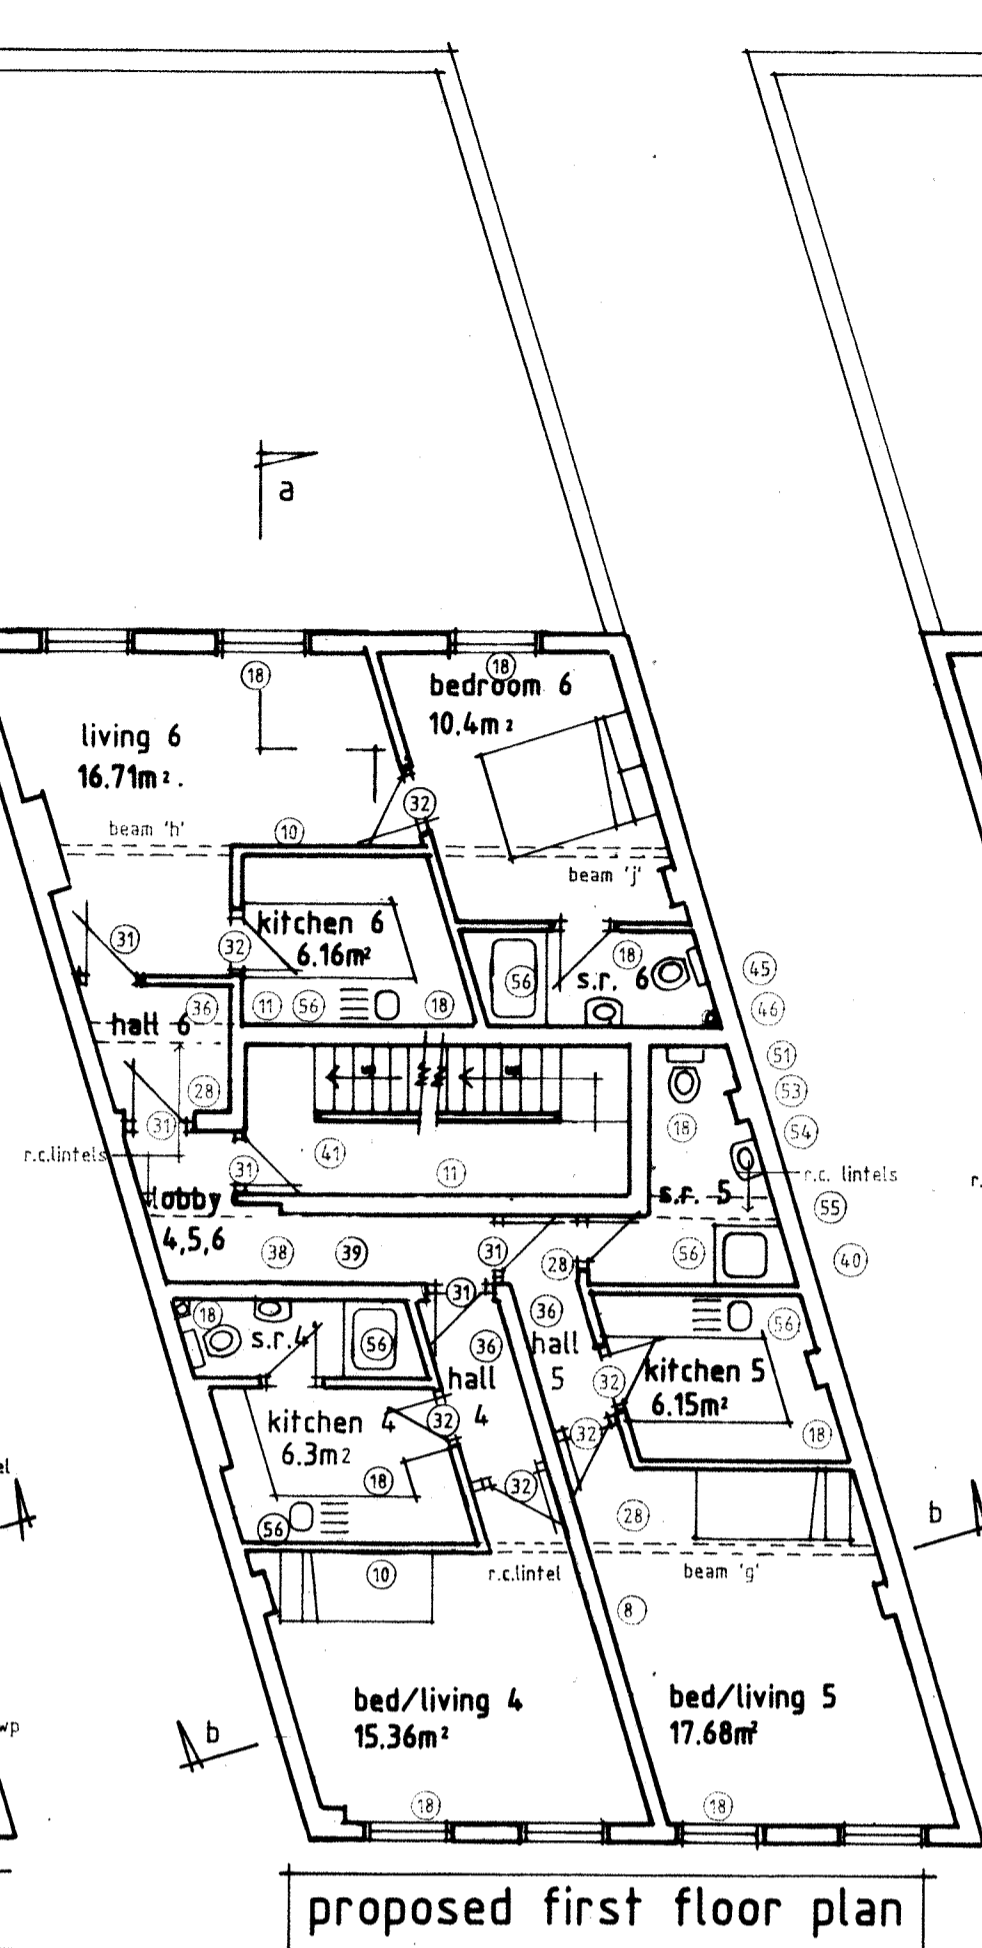 a
18
18
bedroom 6
10.4m²
living 6
16.71m².
32
beam 'h'
10
beam 'j'
kitchen 6
6.16m²
31
32
18
s.r. 6
56
45
36
11
56
18
46
hall 6
51
28
53
31
41
11
18
54
r.c.lintels
31
r.c. lintels
lobby
4,5,6
s.r. 5
55
38
39
31
28
56
40
31
18
s.r.4
56
36
hall
4
36
hall
5
56
kitchen 5
6.15m²
32
kitchen 4
6.3m²
32
32
18
18
32
56
28
b
10
r.c.lintel
beam 'g'
8
bed/living 4
15.36m²
bed/living 5
17.68m²
wp
b
18
18
proposed first floor plan